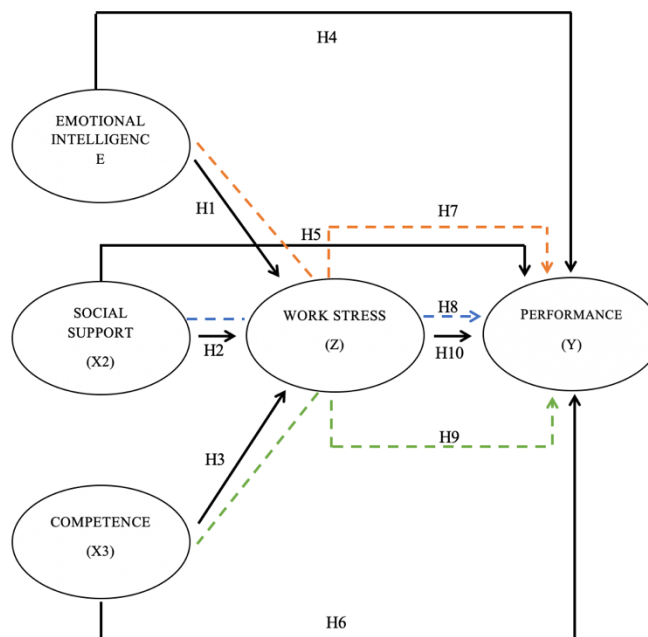 H4
EMOTIONAL
INTELLIGENC
E
H1
H7
H5
SOCIAL
SUPPORT
(X2)
H2
WORK STRESS
(Z)
H8
H10
PERFORMANCE
(Y)
H3
H9
COMPETENCE
(X3)
H6